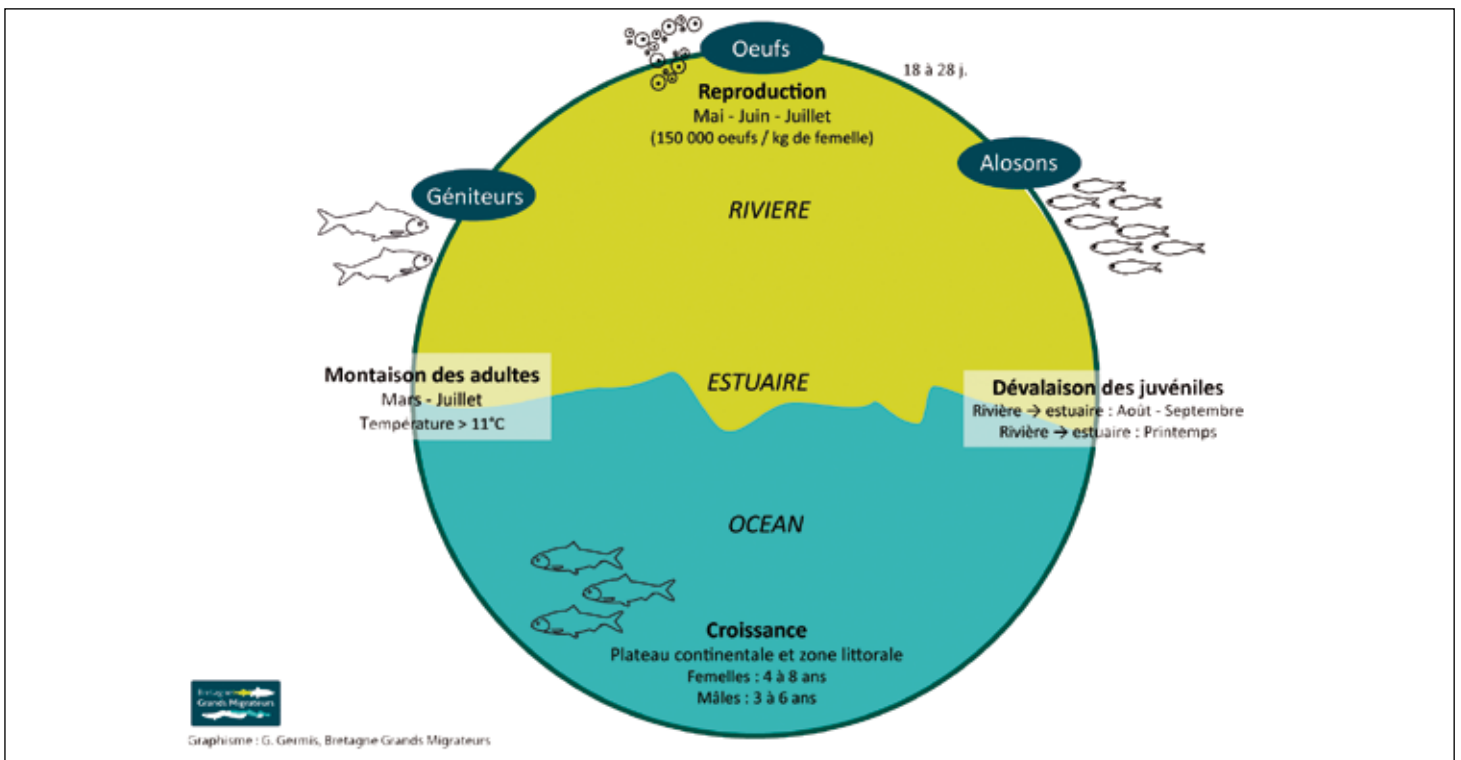 Oeufs
18 à 28 j.
Reproduction
Mai - Juin - Juillet
(150 000 oeufs / kg de femelle)
Alosons
Géniteurs
RIVIERE
Montaison des adultes
Mars - Juillet
Température > 11°C
ESTUAIRE
Dévalaison des juvéniles
Rivière → estuaire : Août - Septembre
Rivière → estuaire : Printemps
OCEAN
Croissance
Plateau continentale et zone littorale
Femelles : 4 à 8 ans
Mâles : 3 à 6 ans
Bretagne
Grands Migrateurs
Graphisme : G. Germis, Bretagne Grands Migrateurs